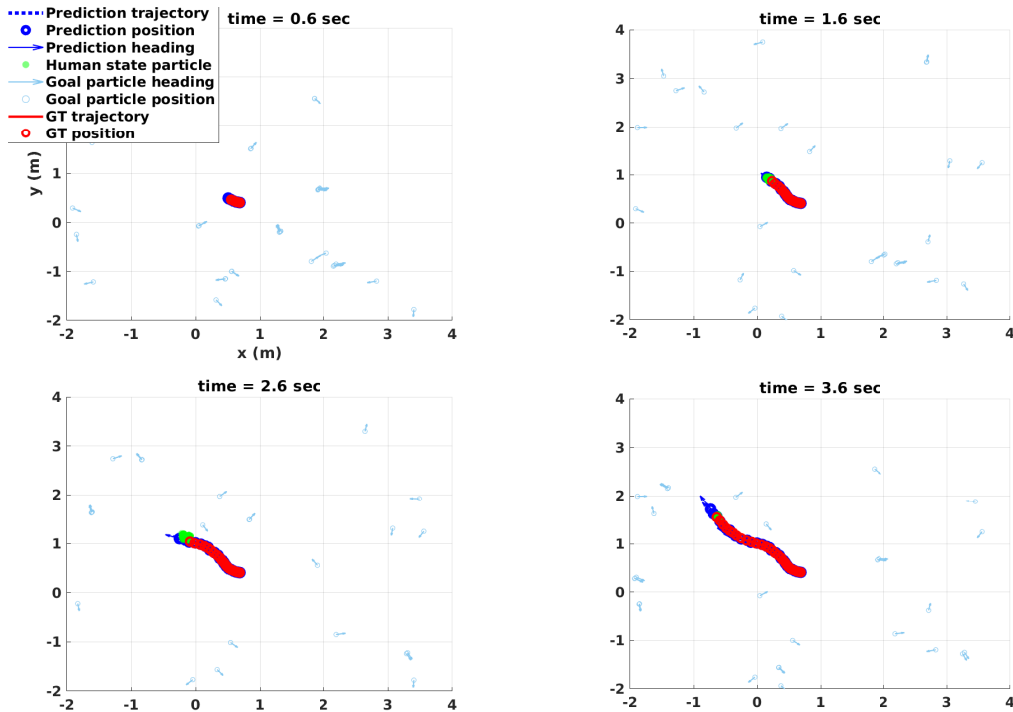 time = 0.6 sec
Prediction trajectory
Prediction position
Prediction heading
Human state particle
Goal particle heading
Goal particle position
GT trajectory
GT position
y (m)
1
0
-1
-2
-2 -1 0 1 2 3 4
x (m)
time = 1.6 sec
4
3
2
1
0
-1
-2
-2 -1 0 1 2 3 4
time = 2.6 sec
4
3
2
1
0
-1
-2
-2 -1 0 1 2 3 4
time = 3.6 sec
4
3
2
1
0
-1
-2
-2 -1 0 1 2 3 4